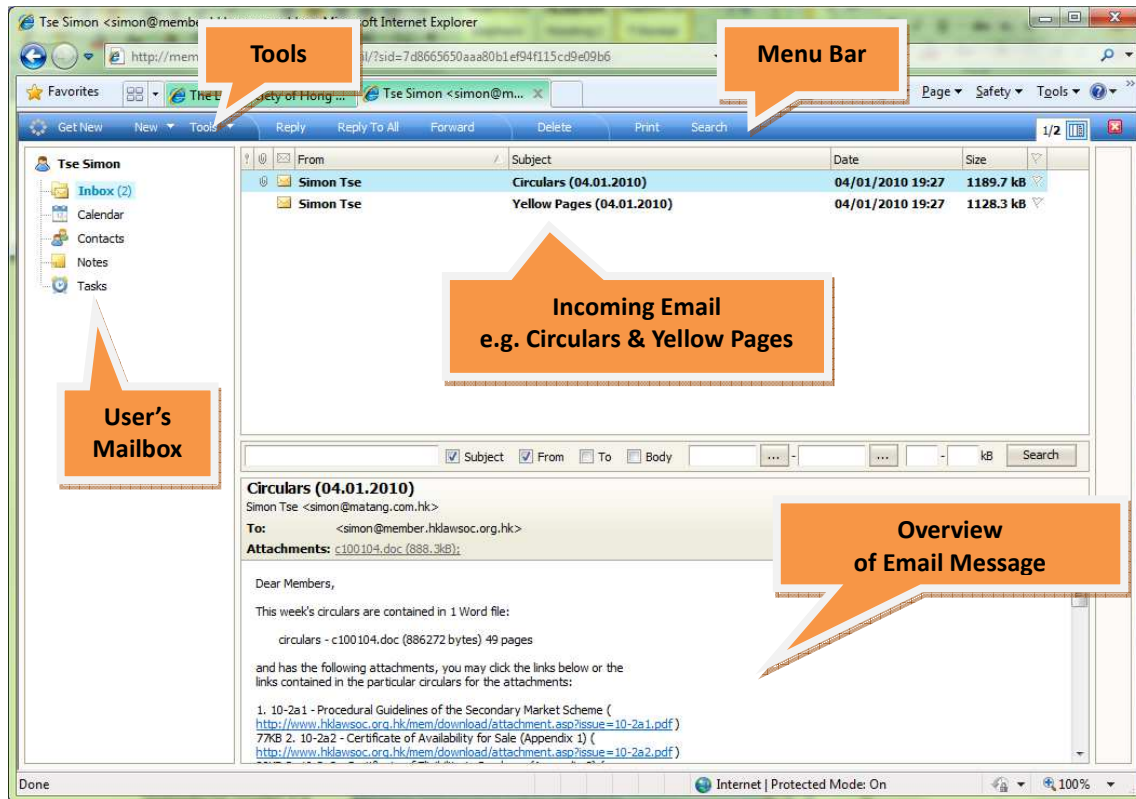 Tse Simon <simon@membe
oft Internet Explorer
http://mem
l/?sid=7d8665650aaa80b1ef94f115cd9e09b6
Tools
Menu Bar
Favorites
The L
ciety of Hong ...
Tse Simon <simon@m... X
Page
Safety
Tools
Get New
New
Tools
Reply
Reply To All
Forward
Delete
Print
Search
1/2
Tse Simon
Inbox (2)
Calendar
Contacts
Notes
Tasks
From
Subject
Date
Size
Simon Tse Circulars (04.01.2010) 04/01/2010 19:27 1189.7 kB
Simon Tse Yellow Pages (04.01.2010) 04/01/2010 19:27 1128.3 kB
Incoming Email
e.g. Circulars & Yellow Pages
User's
Mailbox
Subject From To Body ... - ... - kB Search
Circulars (04.01.2010)
Simon Tse <simon@matang.com.hk>
To: <simon@member.hklawsoc.org.hk>
Attachments: c100104.doc (888.3kB);
Overview
of Email Message
Dear Members,
This week's circulars are contained in 1 Word file:
circulars - c100104.doc (886272 bytes) 49 pages
and has the following attachments, you may click the links below or the
links contained in the particular circulars for the attachments:
1. 10-2a1 - Procedural Guidelines of the Secondary Market Scheme (
http://www.hklawsoc.org.hk/mem/download/attachment.asp?issue=10-2a1.pdf )
77KB 2. 10-2a2 - Certificate of Availability for Sale (Appendix 1) (
http://www.hklawsoc.org.hk/mem/download/attachment.asp?issue=10-2a2.pdf )
Done
Internet | Protected Mode: On
100%